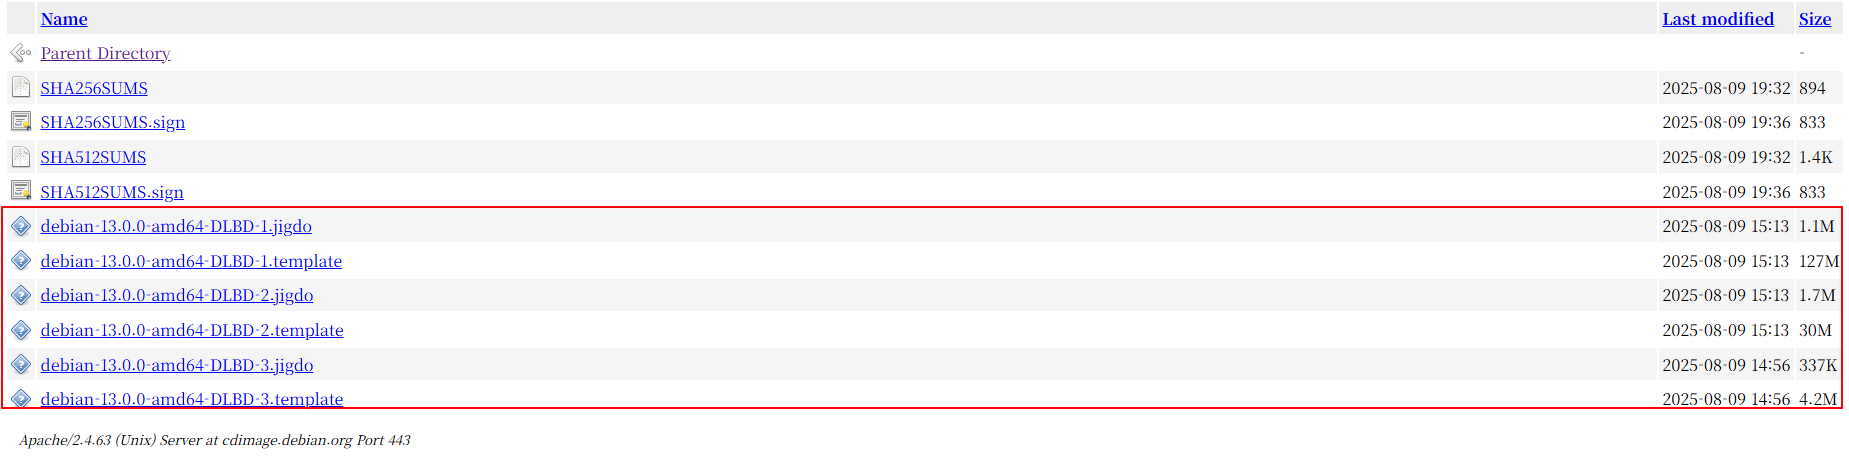 Name Last modified Size
Parent Directory -
SHA256SUMS 2025-08-09 19:32 894
SHA256SUMS.sign 2025-08-09 19:36 833
SHA512SUMS 2025-08-09 19:32 1.4K
SHA512SUMS.sign 2025-08-09 19:36 833
debian-13.0.0-amd64-DLBD-1.jigdo 2025-08-09 15:13 1.1M
debian-13.0.0-amd64-DLBD-1.template 2025-08-09 15:13 127M
debian-13.0.0-amd64-DLBD-2.jigdo 2025-08-09 15:13 1.7M
debian-13.0.0-amd64-DLBD-2.template 2025-08-09 15:13 30M
debian-13.0.0-amd64-DLBD-3.jigdo 2025-08-09 14:56 337K
debian-13.0.0-amd64-DLBD-3.template 2025-08-09 14:56 4.2M
Apache/2.4.63 (Unix) Server at cdimage.debian.org Port 443